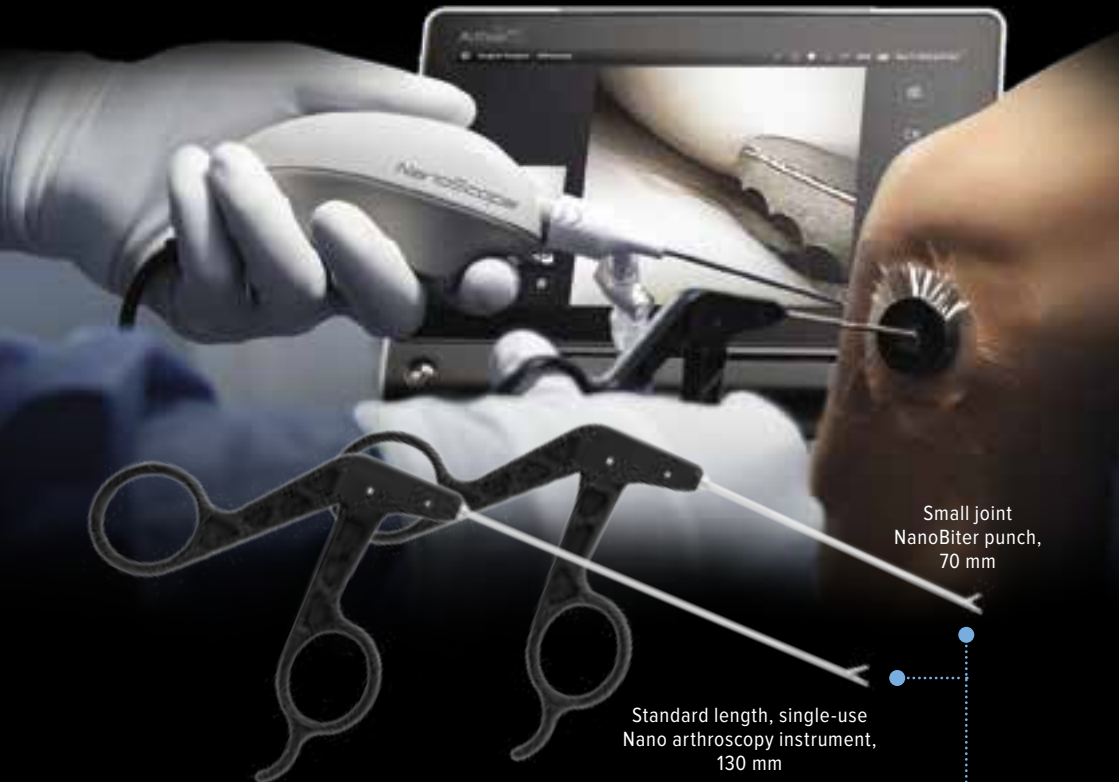 NanoScope
Small joint
NanoBiter punch,
70 mm
Standard length, single-use
Nano arthroscopy instrument,
130 mm